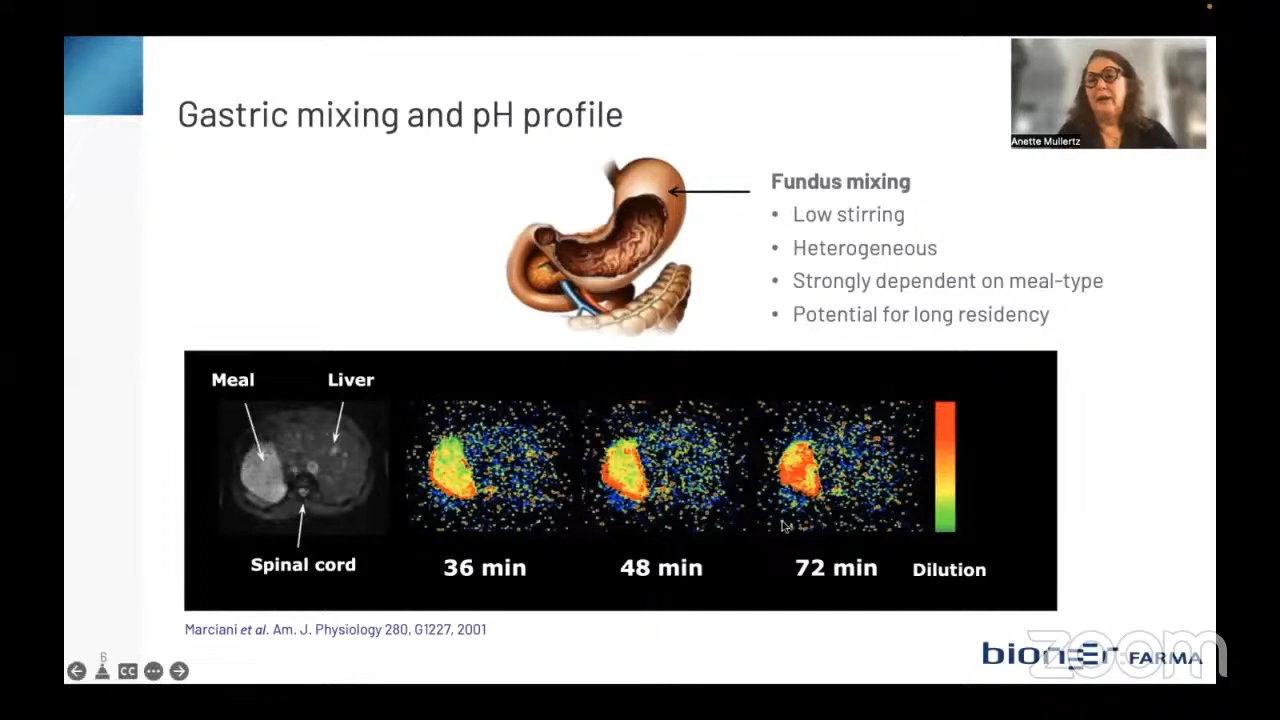 Gastric mixing and pH profile
Anette Mullertz
Fundus mixing
• Low stirring
• Heterogeneous
• Strongly dependent on meal-type
• Potential for long residency
Meal
Liver
Spinal cord
36 min
48 min
72 min
Dilution
Marciani et al. Am. J. Physiology 280, G1227, 2001
6
CC
bioneer:FARMA
zoom